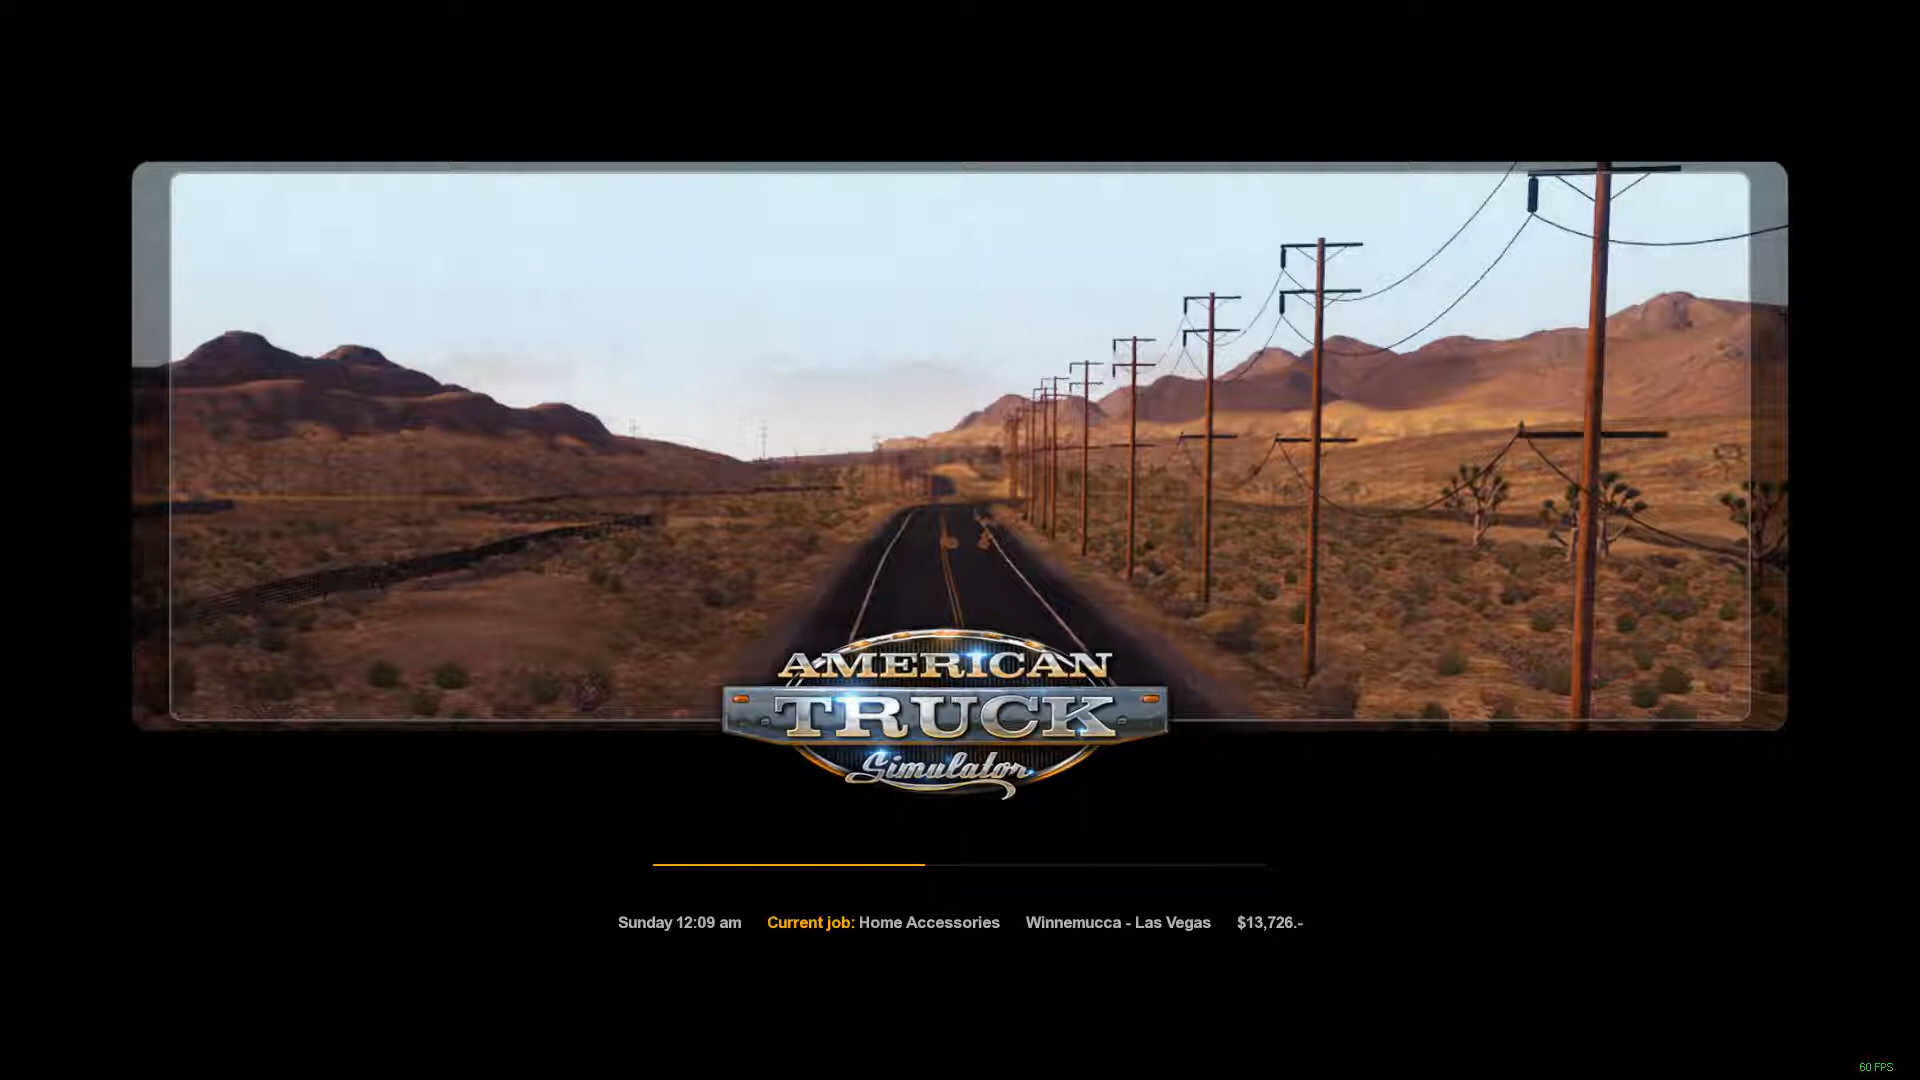 AMERICAN
TRUCK
Simulator
Sunday 12:09 am Current job: Home Accessories Winnemucca - Las Vegas $13,726.-
60 FPS